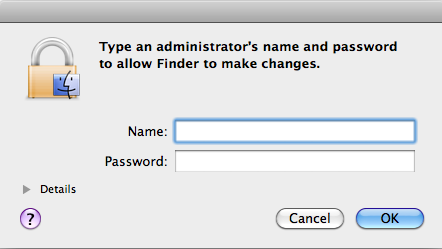 Type an administrator's name and password
to allow Finder to make changes.
Name:
Password:
Details
?
Cancel
OK